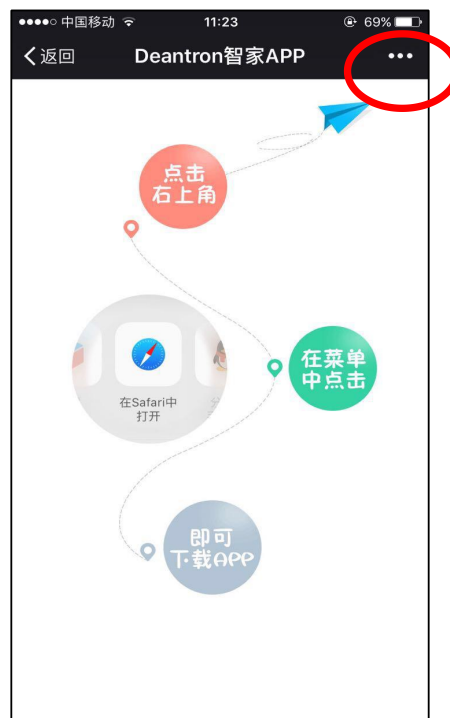 中国移动 11:23 69%
返回 Deantron智家APP
点击
右上角
在菜单
中点击
在Safari中
打开
即可
下载APP